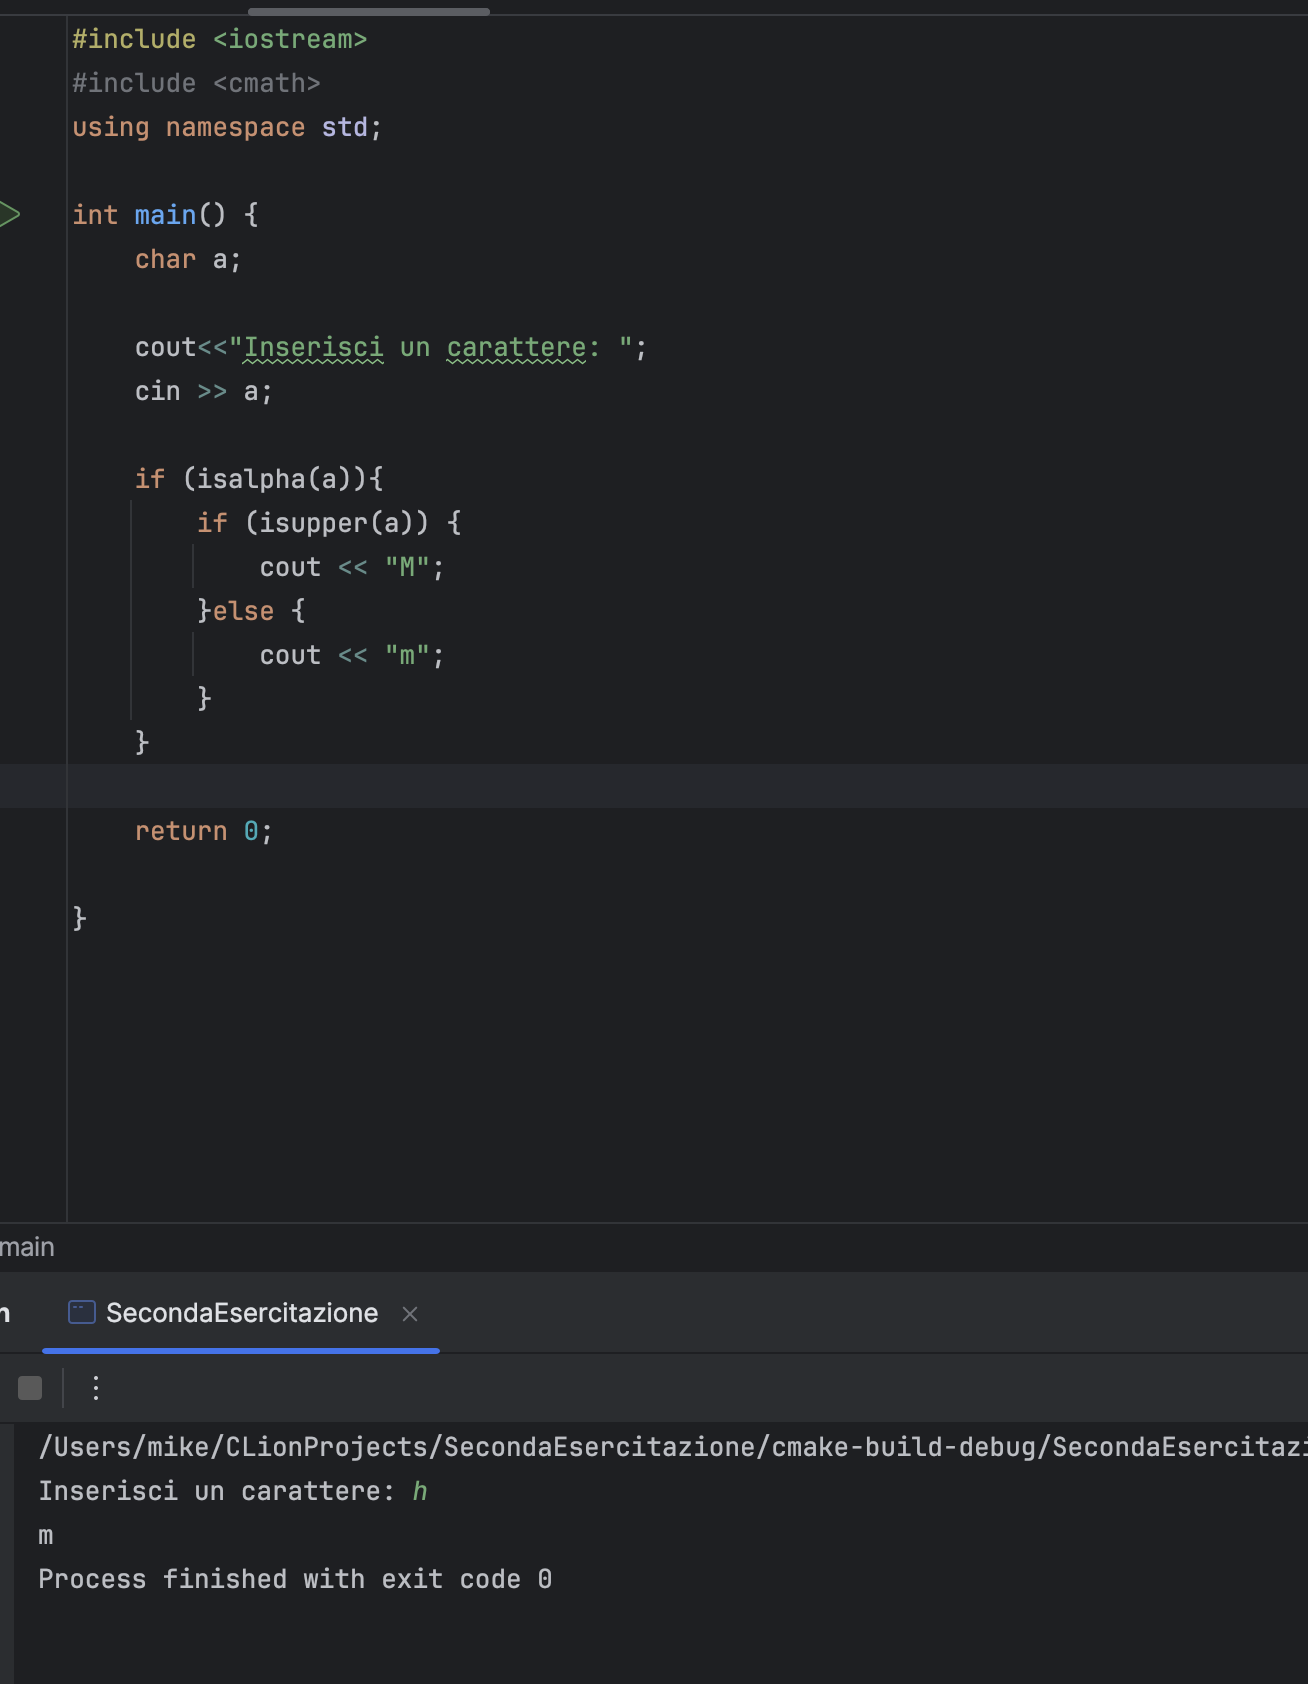 #include <iostream>
#include <cmath>
using namespace std;
int main() {
char a;
cout<<"Inserisci un carattere: ";
cin >> a;
if (isalpha(a)){
if (isupper(a)) {
cout << "M";
}else {
cout << "m";
}
}
return 0;
}
main
SecondaEsercitazione
/Users/mike/CLionProjects/SecondaEsercitazione/cmake-build-debug/SecondaEsercitazi
Inserisci un carattere: h
m
Process finished with exit code 0